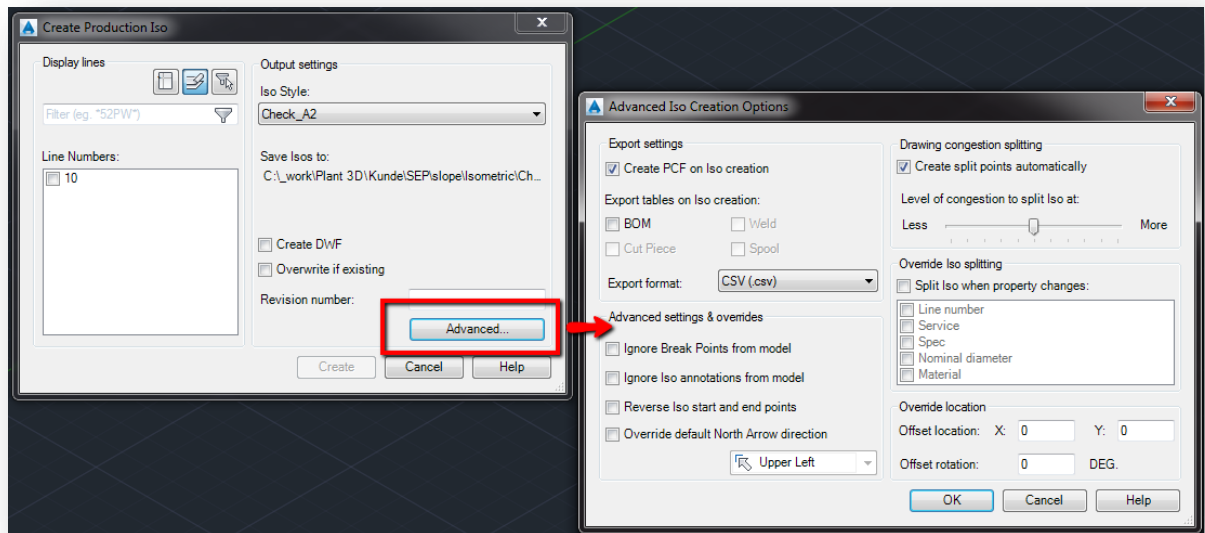 Create Production Iso
Display lines
Filter (eg. "52PW*")
Line Numbers:
10
Output settings
Iso Style:
Check_A2
Save Isos to:
C:\_work\Plant 3D\Kunde\SEP\slope\Isometric\Ch...
Create DWF
Overwrite if existing
Revision number:
Advanced...
Create Cancel Help
Advanced Iso Creation Options
Export settings
Create PCF on Iso creation
Export tables on Iso creation:
BOM Weld
Cut Piece Spool
Export format: CSV (.csv)
Advanced settings & overrides
Ignore Break Points from model
Ignore Iso annotations from model
Reverse Iso start and end points
Override default North Arrow direction
Upper Left
Drawing congestion splitting
Create split points automatically
Level of congestion to split Iso at:
Less More
Override Iso splitting
Split Iso when property changes:
Line number
Service
Spec
Nominal diameter
Material
Override location
Offset location: X: 0 Y: 0
Offset rotation: 0 DEG.
OK Cancel Help